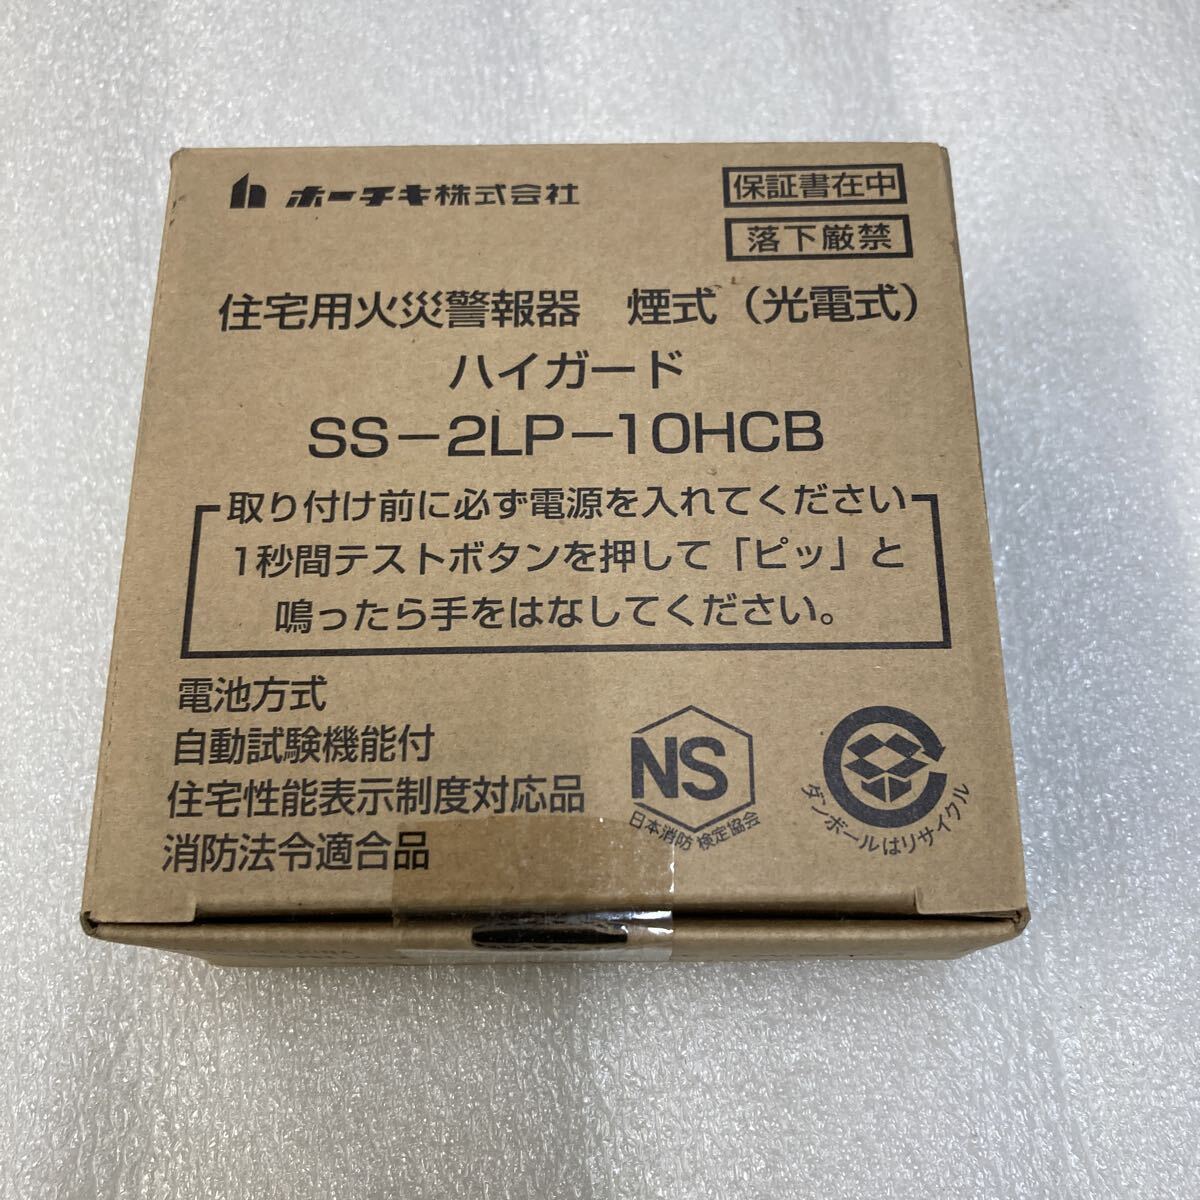 ホーチキ株式会社
保証書在中
落下厳禁
住宅用火災警報器 煙式（光電式）
ハイガード
SS-2LP-10HCB
取り付け前に必ず電源を入れてください
1秒間テストボタンを押して「ピッ」と
鳴ったら手をはなしてください。
電池方式
自動試験機能付
住宅性能表示制度対応品
消防法令適合品
NS
日本消防検定協会
ダンボールはリサイクル